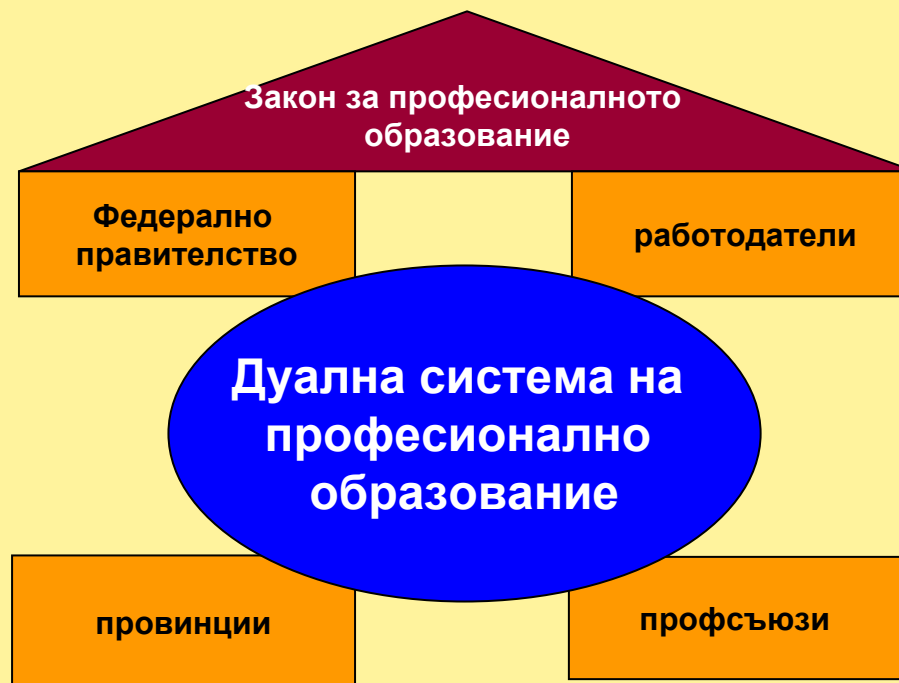 Закон за професионалното
образование
Федерално
правителство
работодатели
Дуална система на
професионално
образование
провинции
профсъюзи